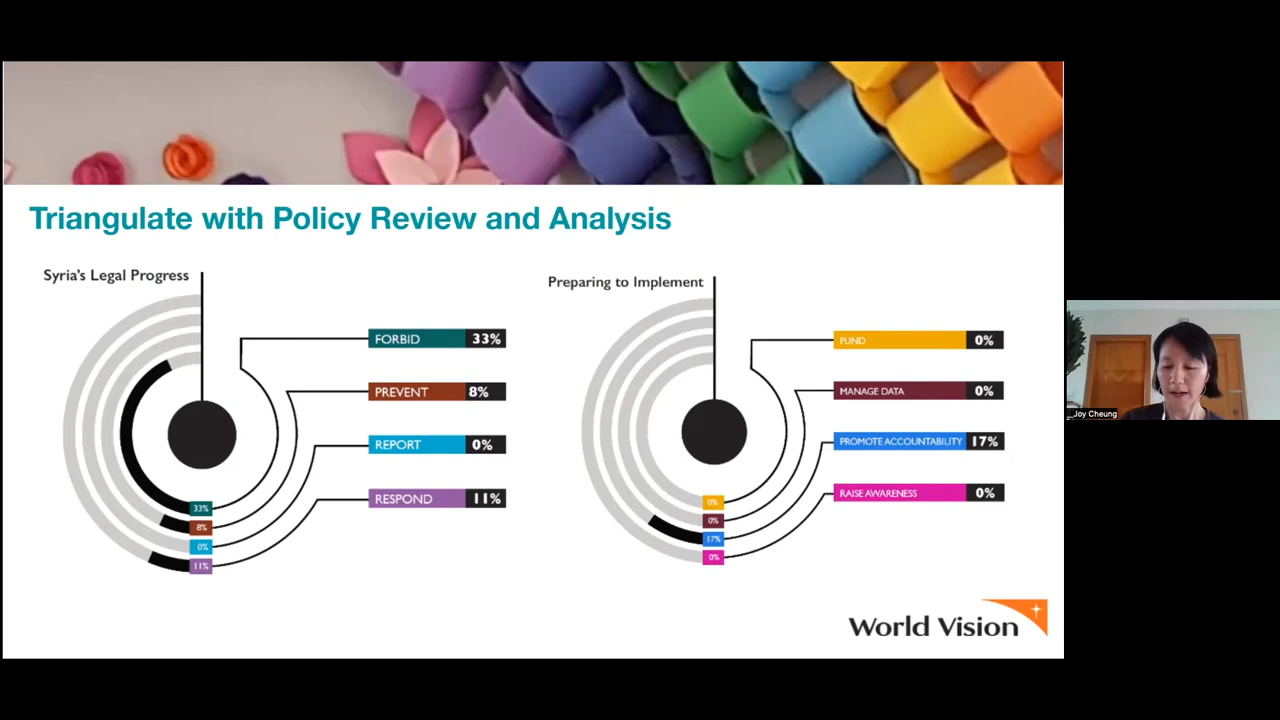 Triangulate with Policy Review and Analysis
Syria's Legal Progress
FORBID 33%
PREVENT 8%
REPORT 0%
RESPOND 11%
33%
8%
0%
11%
Preparing to Implement
FUND 0%
MANAGE DATA 0%
PROMOTE ACCOUNTABILITY 17%
RAISE AWARENESS 0%
0%
0%
17%
0%
World Vision
Joy Cheung